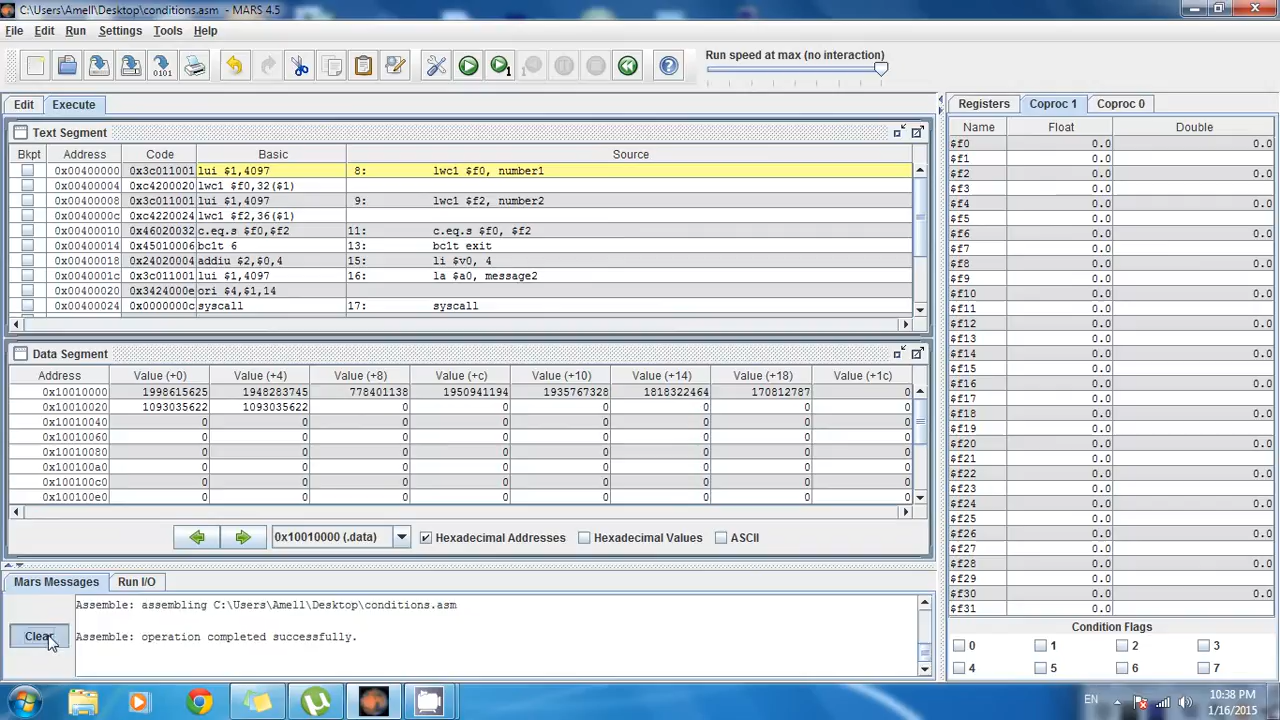 C:\Users\Amell\Desktop\conditions.asm - MARS 4.5
File Edit Run Settings Tools Help
Run speed at max (no interaction)
Edit Execute
Text Segment
Bkpt Address Code Basic Source
0x00400000 0x3c011001 lui $1,4097 8: lwc1 $f0, number1
0x00400004 0xc4200020 lwc1 $f0,32($1)
0x00400008 0x3c011001 lui $1,4097 9: lwc1 $f2, number2
0x0040000c 0xc4220024 lwc1 $f2,36($1)
0x00400010 0x46020032 c.eq.s $f0,$f2 11: c.eq.s $f0, $f2
0x00400014 0x45010006 bc1t 6 13: bc1t exit
0x00400018 0x24020004 addiu $2,$0,4 15: li $v0, 4
0x0040001c 0x3c011001 lui $1,4097 16: la $a0, message2
0x00400020 0x3424000e ori $4,$1,14
0x00400024 0x0000000c syscall 17: syscall
Data Segment
Address Value (+0) Value (+4) Value (+8) Value (+c) Value (+10) Value (+14) Value (+18) Value (+1c)
0x10010000 1998615625 1948283745 778401138 1950941194 1935767328 1818322464 170812787 0
0x10010020 1093035622 1093035622 0 0 0 0 0 0
0x10010040 0 0 0 0 0 0 0 0
0x10010060 0 0 0 0 0 0 0 0
0x10010080 0 0 0 0 0 0 0 0
0x100100a0 0 0 0 0 0 0 0 0
0x100100c0 0 0 0 0 0 0 0 0
0x100100e0 0 0 0 0 0 0 0 0
0x10010000 (.data) Hexadecimal Addresses Hexadecimal Values ASCII
Mars Messages Run I/O
Assemble: assembling C:\Users\Amell\Desktop\conditions.asm
Clear
Assemble: operation completed successfully.
Registers Coproc 1 Coproc 0
Name Float Double
$f0 0.0 0.0
$f1 0.0
$f2 0.0 0.0
$f3 0.0
$f4 0.0 0.0
$f5 0.0
$f6 0.0 0.0
$f7 0.0
$f8 0.0 0.0
$f9 0.0
$f10 0.0 0.0
$f11 0.0
$f12 0.0 0.0
$f13 0.0
$f14 0.0 0.0
$f15 0.0
$f16 0.0 0.0
$f17 0.0
$f18 0.0 0.0
$f19 0.0
$f20 0.0 0.0
$f21 0.0
$f22 0.0 0.0
$f23 0.0
$f24 0.0 0.0
$f25 0.0
$f26 0.0 0.0
$f27 0.0
$f28 0.0 0.0
$f29 0.0
$f30 0.0 0.0
$f31 0.0
Condition Flags
0 1 2 3
4 5 6 7
EN
10:38 PM
1/16/2015